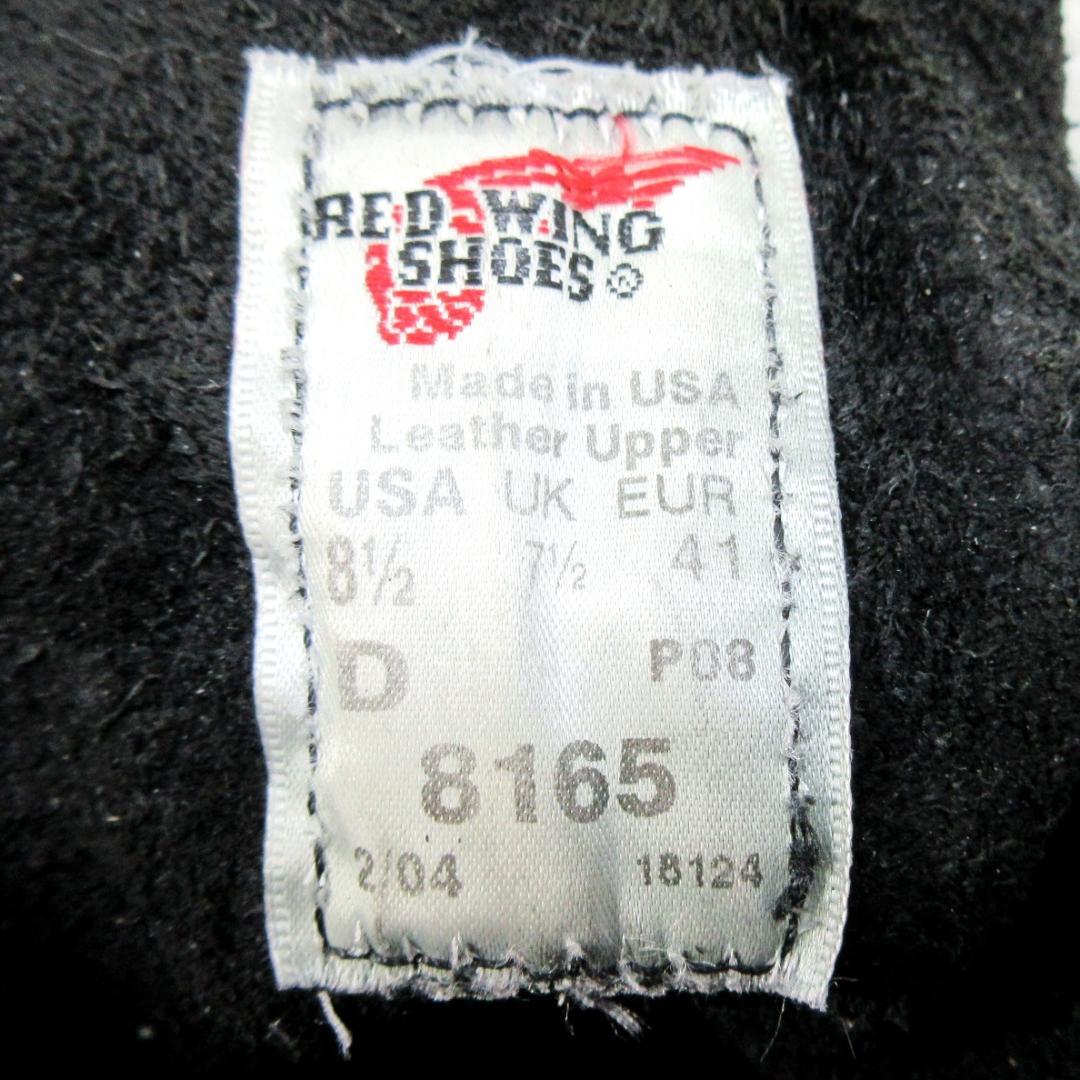 RED WING
SHOES®
Made in USA
Leather Upper
USA UK EUR
8½ 7½ 41
D P08
8165
2/04 18124